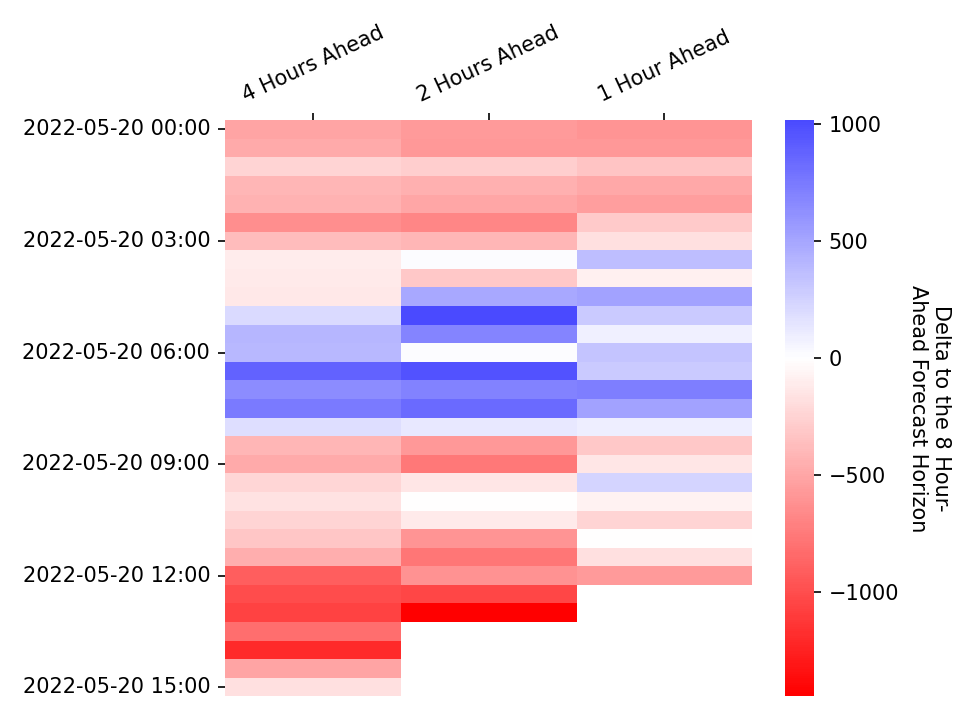 4 Hours Ahead
2 Hours Ahead
1 Hour Ahead
2022-05-20 00:00
2022-05-20 03:00
2022-05-20 06:00
2022-05-20 09:00
2022-05-20 12:00
2022-05-20 15:00
1000
500
0
−500
−1000
Delta to the 8 Hour-
Ahead Forecast Horizon